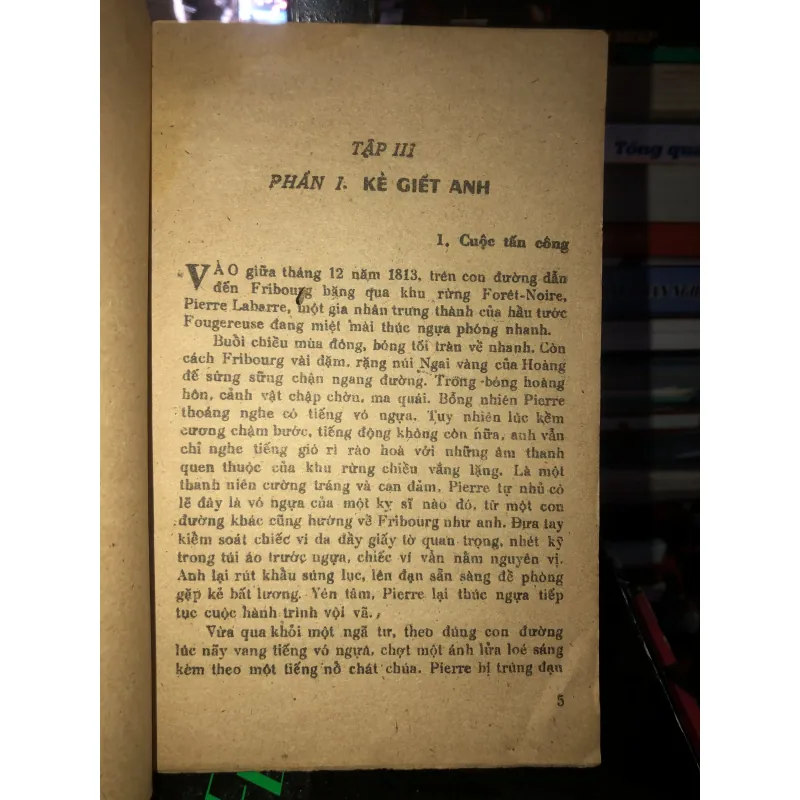 TẬP III
PHẦN I. KẺ GIẾT ANH
1. Cuộc tấn công
VÀO giữa tháng 12 năm 1813, trên con đường dẫn
đến Fribourg băng qua khu rừng Forêt-Noire,
Pierre Labarre, một gia nhân trung thành của hầu tước
Fougereuse đang miệt mài thúc ngựa phóng nhanh.
Buổi chiều mùa đông, bóng tối tràn về nhanh. Còn
cách Fribourg vài dặm, rặng núi Ngai vàng của Hoàng
đế sừng sững chận ngang đường. Trong bóng hoàng
hôn, cảnh vật chập chờn, ma quái. Bỗng nhiên Pierre
thoáng nghe có tiếng vó ngựa. Tuy nhiên lúc kềm
cương chậm bước, tiếng động không còn nữa, anh vẫn
chỉ nghe tiếng gió rì rào hoà với những âm thanh
quen thuộc của khu rừng chiều vắng lặng. Là một
thanh niên cường tráng và can đảm, Pierre tự nhủ có
lẽ đây là vó ngựa của một kỵ sĩ nào đó, từ một con
đường khác cũng hướng về Fribourg như anh. Đưa tay
kiểm soát chiếc ví da đầy giấy tờ quan trọng, nhét kỹ
trong túi áo trước ngựa, chiếc ví vẫn nằm nguyên vị.
Anh lại rút khẩu súng lục, lên đạn sẵn sàng đề phòng
gặp kẻ bất lương. Yên tâm, Pierre lại thúc ngựa tiếp
tục cuộc hành trình vội vã.
Vừa qua khỏi một ngã tư, theo đúng con đường
lúc nãy vang tiếng vó ngựa, chợt một ánh lửa loé sáng
kèm theo một tiếng nổ chát chúa. Pierre bị trúng đạn
5
Tổng qua